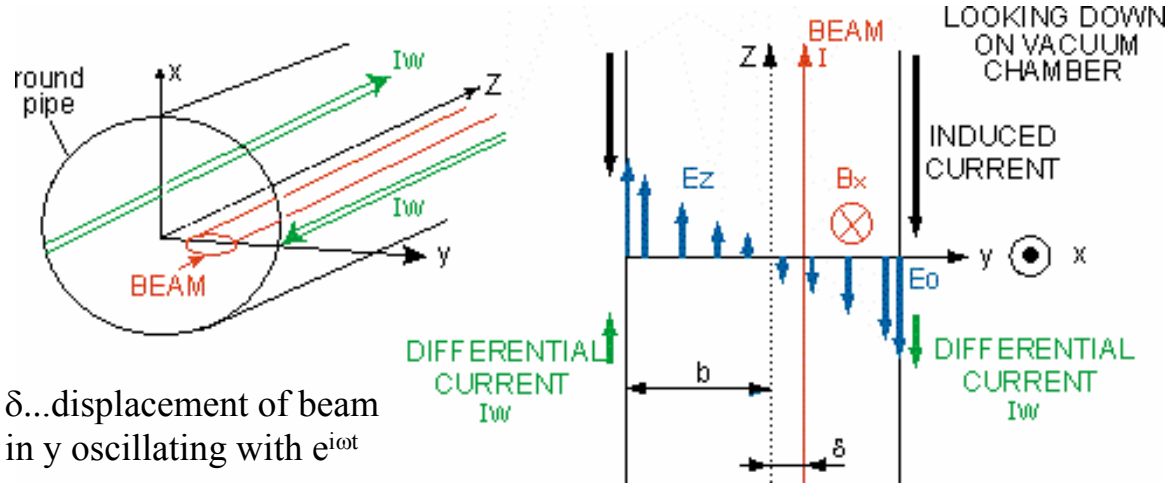 round
pipe
x
Iw
Z
Iw
y
BEAM
δ...displacement of beam
in y oscillating with e^{iωt}
BEAM
Z
I
LOOKING DOWN
ON VACUUM
CHAMBER
INDUCED
CURRENT
Ez
Bx
y
x
Eo
DIFFERENTIAL
CURRENT
Iw
b
DIFFERENTIAL
CURRENT
Iw
δ